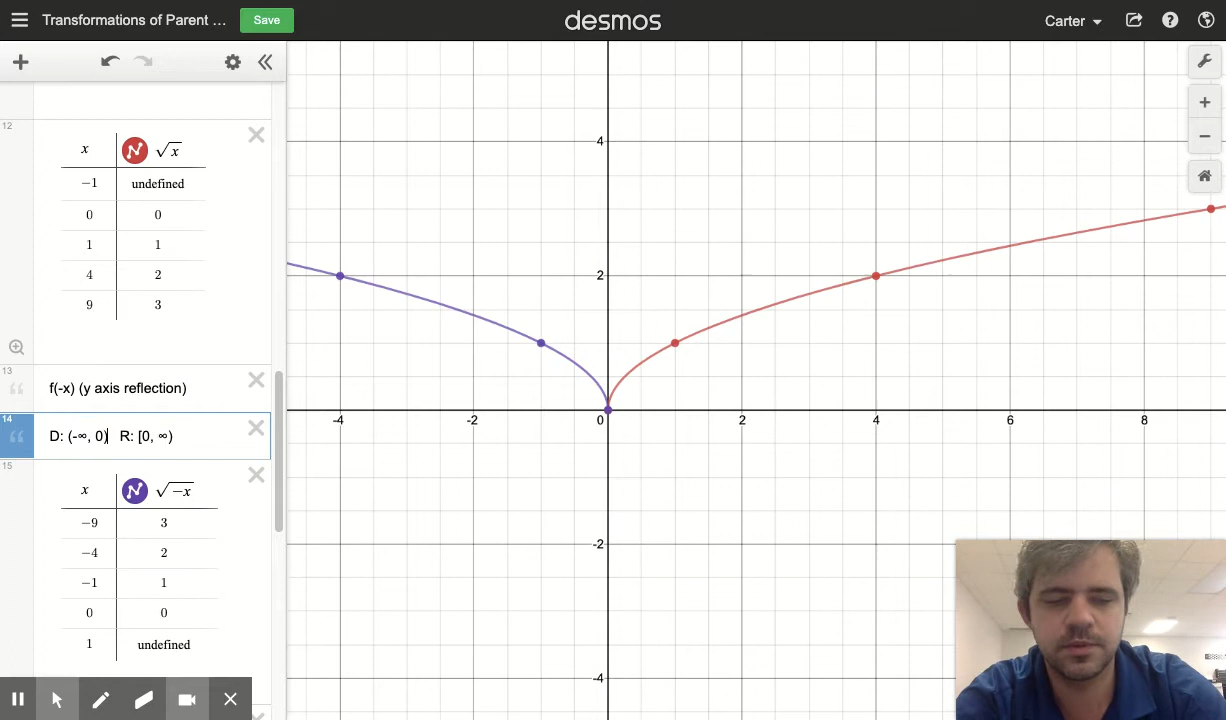 Transformations of Parent ...
Save
desmos
Carter
12
x √x
−1 undefined
0 0
1 1
4 2
9 3
13
f(-x) (y axis reflection)
14
D: (-∞, 0) R: [0, ∞)
15
x √−x
−9 3
−4 2
−1 1
0 0
1 undefined
4
2
-4 -2 0 2 4 6 8
-2
-4